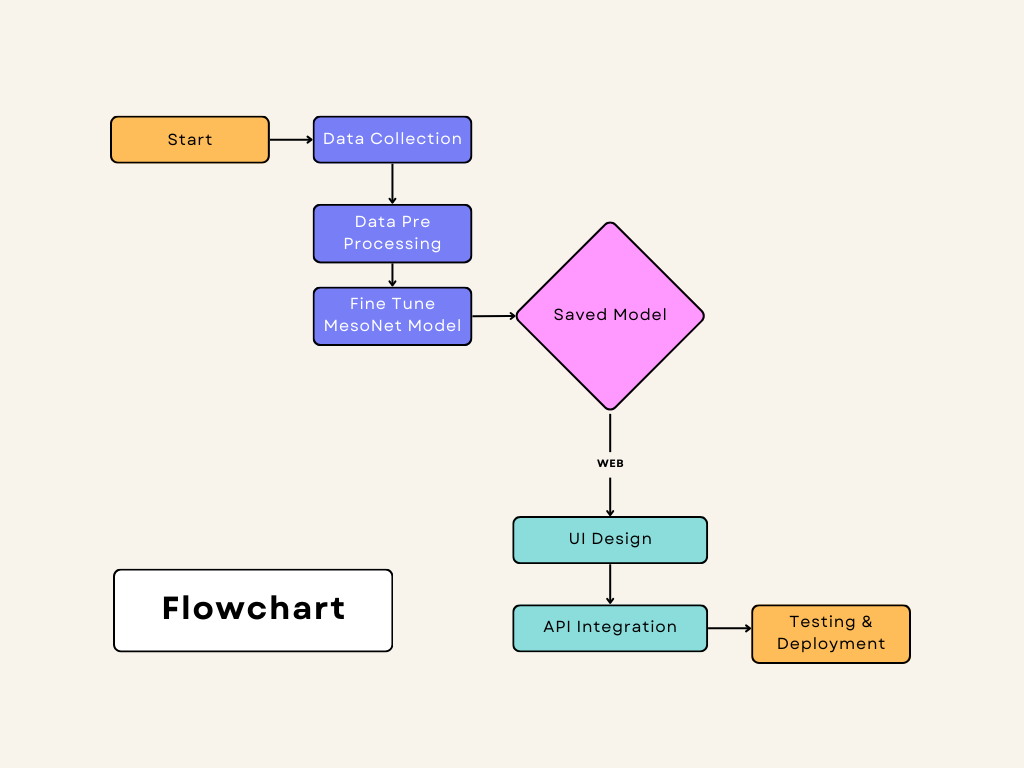 Start
Data Collection
Data Pre
Processing
Fine Tune
MesoNet Model
Saved Model
WEB
UI Design
API Integration
Testing &
Deployment
Flowchart